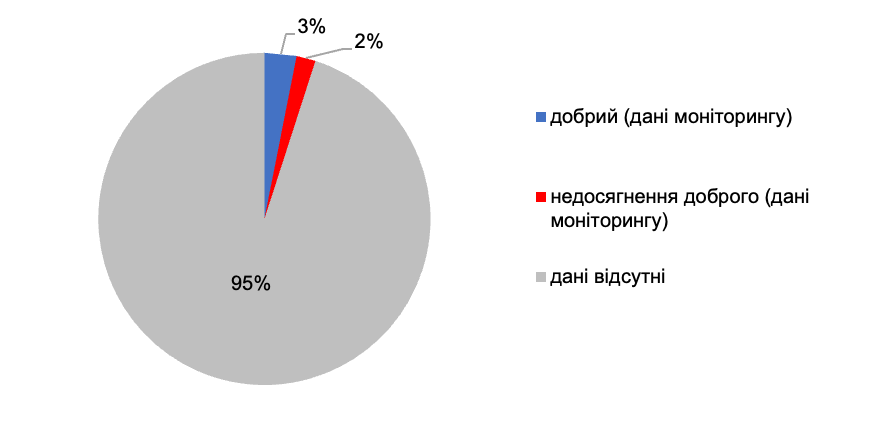 3%
2%
95%
добрий (дані моніторингу)
недосягнення доброго (дані
моніторингу)
дані відсутні